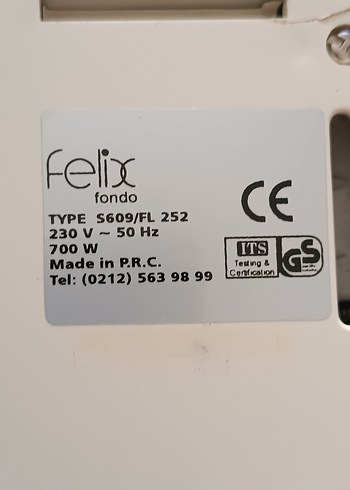 felix
fondo
TYPE S609/FL 252
230 V ~ 50 Hz
700 W
Made in P.R.C.
Tel: (0212) 563 98 99
CE
ITS
Testing &
Certification
GS